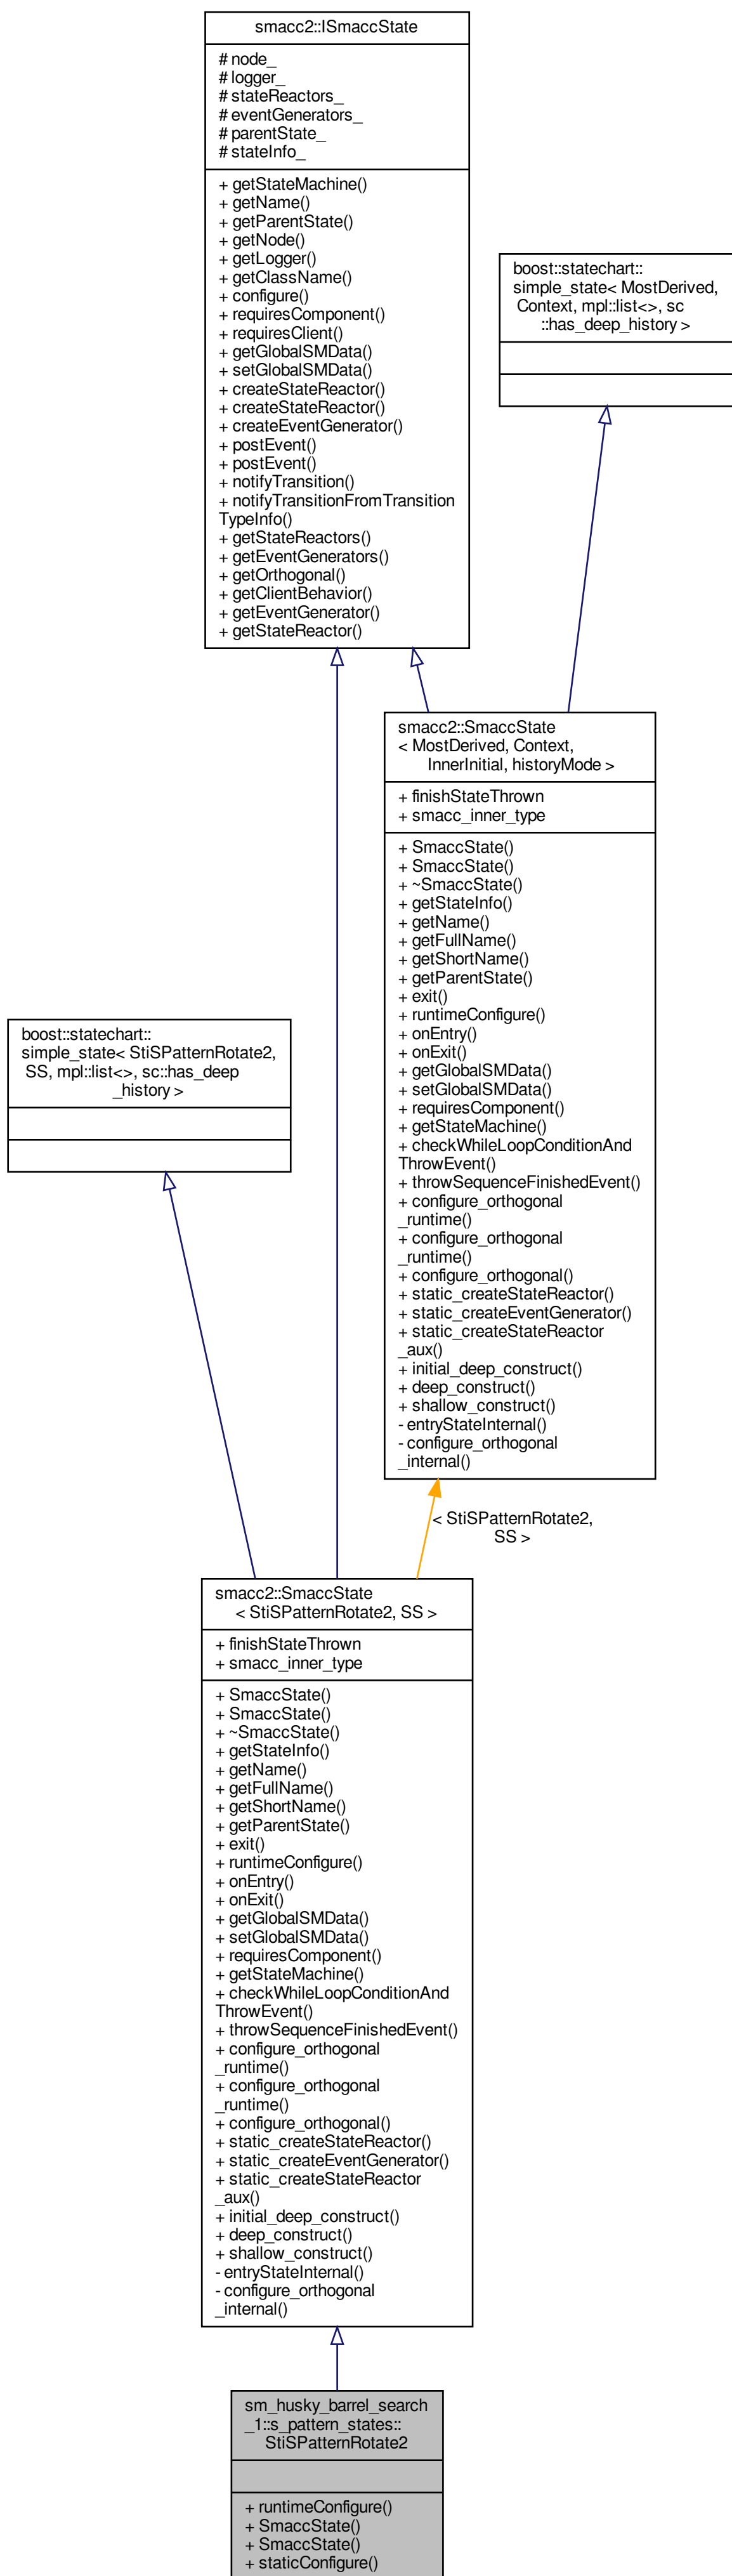 smacc2::ISmaccState
# node_
# logger_
# stateReactors_
# eventGenerators_
# parentState_
# stateInfo_
+ getStateMachine()
+ getName()
+ getParentState()
+ getNode()
+ getLogger()
+ getClassName()
+ configure()
+ requiresComponent()
+ requiresClient()
+ getGlobalSMData()
+ setGlobalSMData()
+ createStateReactor()
+ createStateReactor()
+ createEventGenerator()
+ postEvent()
+ postEvent()
+ notifyTransition()
+ notifyTransitionFromTransition
TypeInfo()
+ getStateReactors()
+ getEventGenerators()
+ getOrthogonal()
+ getClientBehavior()
+ getEventGenerator()
+ getStateReactor()
boost::statechart::
simple_state< MostDerived,
Context, mpl::list<>, sc
::has_deep_history >
smacc2::SmaccState
< MostDerived, Context,
InnerInitial, historyMode >
+ finishStateThrown
+ smacc_inner_type
+ SmaccState()
+ SmaccState()
+ ~SmaccState()
+ getStateInfo()
+ getName()
+ getFullName()
+ getShortName()
+ getParentState()
+ exit()
+ runtimeConfigure()
+ onEntry()
+ onExit()
+ getGlobalSMData()
+ setGlobalSMData()
+ requiresComponent()
+ getStateMachine()
+ checkWhileLoopConditionAnd
ThrowEvent()
+ throwSequenceFinishedEvent()
+ configure_orthogonal
_runtime()
+ configure_orthogonal
_runtime()
+ configure_orthogonal()
+ static_createStateReactor()
+ static_createEventGenerator()
+ static_createStateReactor
_aux()
+ initial_deep_construct()
+ deep_construct()
+ shallow_construct()
- entryStateInternal()
- configure_orthogonal
_internal()
boost::statechart::
simple_state< StiSPatternRotate2,
SS, mpl::list<>, sc::has_deep
_history >
< StiSPatternRotate2,
SS >
smacc2::SmaccState
< StiSPatternRotate2, SS >
+ finishStateThrown
+ smacc_inner_type
+ SmaccState()
+ SmaccState()
+ ~SmaccState()
+ getStateInfo()
+ getName()
+ getFullName()
+ getShortName()
+ getParentState()
+ exit()
+ runtimeConfigure()
+ onEntry()
+ onExit()
+ getGlobalSMData()
+ setGlobalSMData()
+ requiresComponent()
+ getStateMachine()
+ checkWhileLoopConditionAnd
ThrowEvent()
+ throwSequenceFinishedEvent()
+ configure_orthogonal
_runtime()
+ configure_orthogonal
_runtime()
+ configure_orthogonal()
+ static_createStateReactor()
+ static_createEventGenerator()
+ static_createStateReactor
_aux()
+ initial_deep_construct()
+ deep_construct()
+ shallow_construct()
- entryStateInternal()
- configure_orthogonal
_internal()
sm_husky_barrel_search
_1::s_pattern_states::
StiSPatternRotate2
+ runtimeConfigure()
+ SmaccState()
+ SmaccState()
+ staticConfigure()